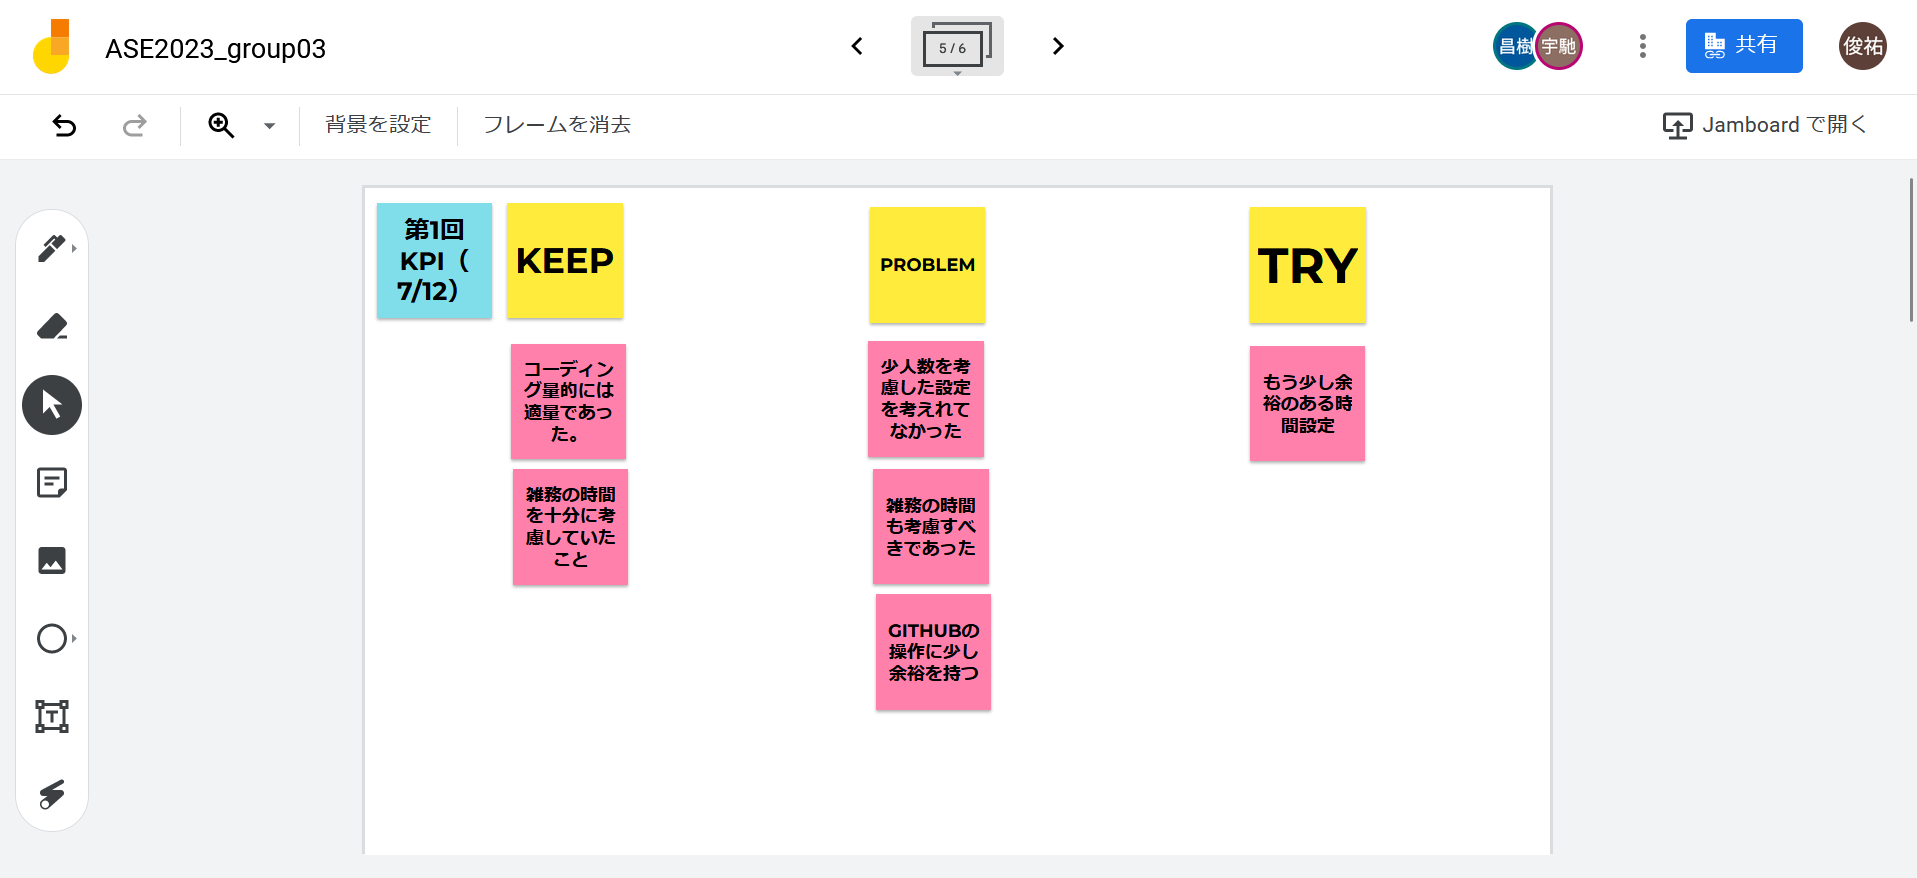 ASE2023_group03
5 / 6
昌樹
宇馳
共有
俊祐
背景を設定
フレームを消去
Jamboard で開く
第1回
KPI（
7/12）
KEEP
PROBLEM
TRY
コーディン
グ量的には
適量であっ
た。
雑務の時間
を十分に考
慮していた
こと
少人数を考
慮した設定
を考えれて
なかった
雑務の時間
も考慮すべ
きであった
GITHUBの
操作に少し
余裕を持つ
もう少し余
裕のある時
間設定